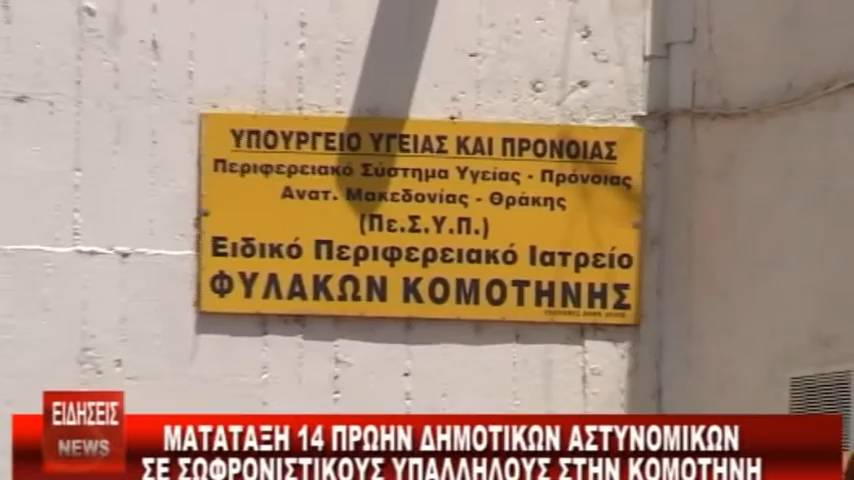 ΥΠΟΥΡΓΕΙΟ ΥΓΕΙΑΣ ΚΑΙ ΠΡΟΝΟΙΑΣ
Περιφερειακό Σύστημα Υγείας - Πρόνοιας
Ανατ. Μακεδονίας - Θράκης
(Πε.Σ.Υ.Π.)
Ειδικό Περιφερειακό Ιατρείο
ΦΥΛΑΚΩΝ ΚΟΜΟΤΗΝΗΣ
ΕΙΔΗΣΕΙΣ
NEWS
ΜΑΤΑΤΑΞΗ 14 ΠΡΩΗΝ ΔΗΜΟΤΙΚΩΝ ΑΣΤΥΝΟΜΙΚΩΝ
ΣΕ ΣΩΦΡΟΝΙΣΤΙΚΟΥΣ ΥΠΑΛΛΗΛΟΥΣ ΣΤΗΝ ΚΟΜΟΤΗΝΗ